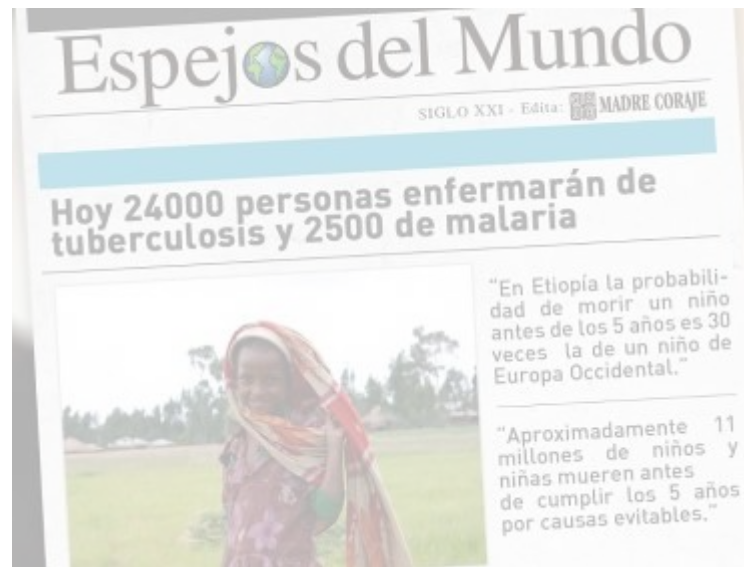 Espejos del Mundo
SIGLO XXI - Edita: MADRE CORAJE
Hoy 24000 personas enfermarán de
tuberculosis y 2500 de malaria
"En Etiopía la probabili-
dad de morir un niño
antes de los 5 años es 30
veces la de un niño de
Europa Occidental."
"Aproximadamente 11
millones de niños y
niñas mueren antes
de cumplir los 5 años
por causas evitables."